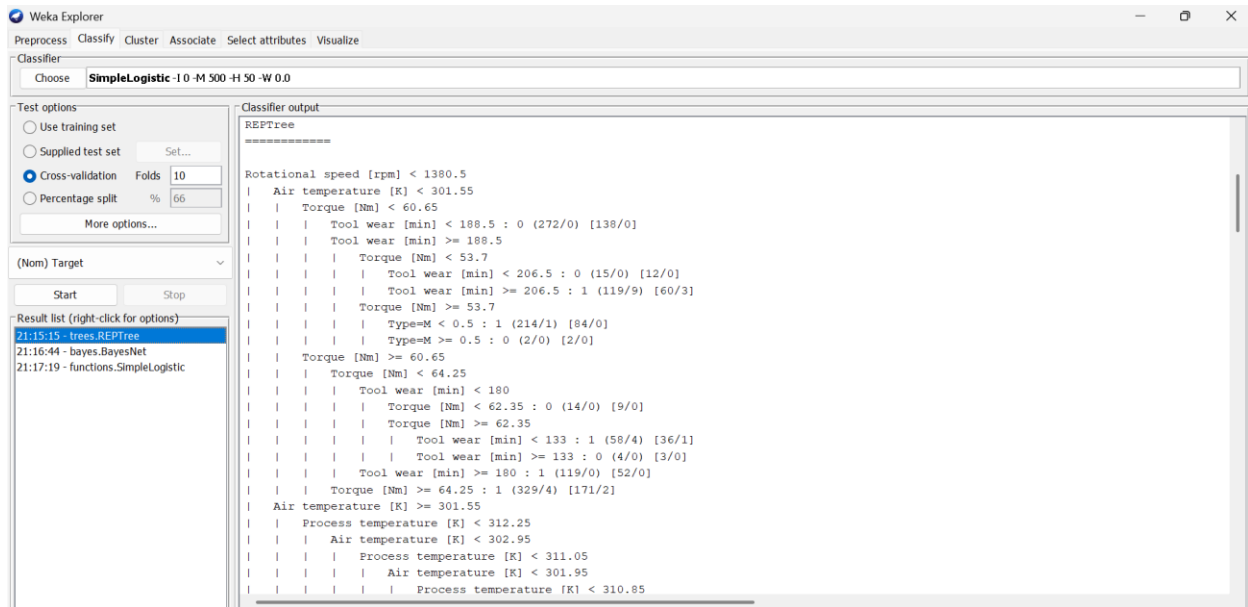 Weka Explorer
Preprocess Classify Cluster Associate Select attributes Visualize
Classifier
Choose SimpleLogistic -I 0 -M 500 -H 50 -W 0.0
Test options
Use training set
Supplied test set Set...
Cross-validation Folds 10
Percentage split % 66
More options...
(Nom) Target
Start Stop
Result list (right-click for options)
21:15:15 - trees.REPTree
21:16:44 - bayes.BayesNet
21:17:19 - functions.SimpleLogistic
Classifier output
REPTree
============
Rotational speed [rpm] < 1380.5
| Air temperature [K] < 301.55
| | Torque [Nm] < 60.65
| | | Tool wear [min] < 188.5 : 0 (272/0) [138/0]
| | | Tool wear [min] >= 188.5
| | | | Torque [Nm] < 53.7
| | | | | Tool wear [min] < 206.5 : 0 (15/0) [12/0]
| | | | | Tool wear [min] >= 206.5 : 1 (119/9) [60/3]
| | | | Torque [Nm] >= 53.7
| | | | | Type=M < 0.5 : 1 (214/1) [84/0]
| | | | | Type=M >= 0.5 : 0 (2/0) [2/0]
| | Torque [Nm] >= 60.65
| | | Torque [Nm] < 64.25
| | | | Tool wear [min] < 180
| | | | | Torque [Nm] < 62.35 : 0 (14/0) [9/0]
| | | | | Torque [Nm] >= 62.35
| | | | | | Tool wear [min] < 133 : 1 (58/4) [36/1]
| | | | | | Tool wear [min] >= 133 : 0 (4/0) [3/0]
| | | | Tool wear [min] >= 180 : 1 (119/0) [52/0]
| | | Torque [Nm] >= 64.25 : 1 (329/4) [171/2]
| Air temperature [K] >= 301.55
| | Process temperature [K] < 312.25
| | | Air temperature [K] < 302.95
| | | | Process temperature [K] < 311.05
| | | | | Air temperature [K] < 301.95
| | | | | | Process temperature [K] < 310.85